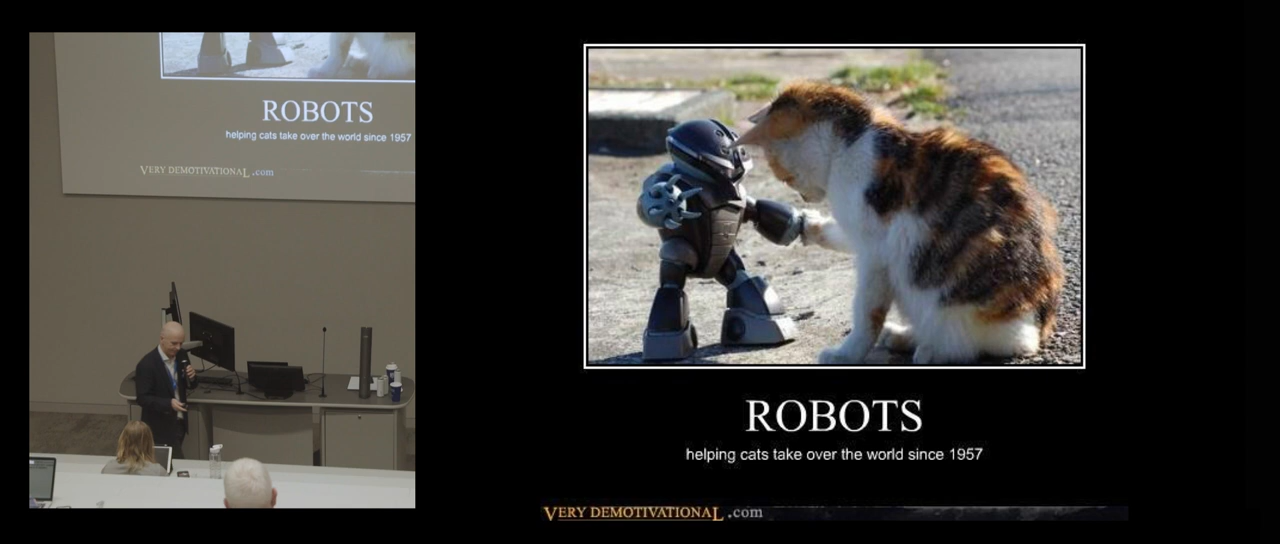 ROBOTS
helping cats take over the world since 1957
VERY DEMOTIVATIONAL.com
ROBOTS
helping cats take over the world since 1957
VERY DEMOTIVATIONAL.com